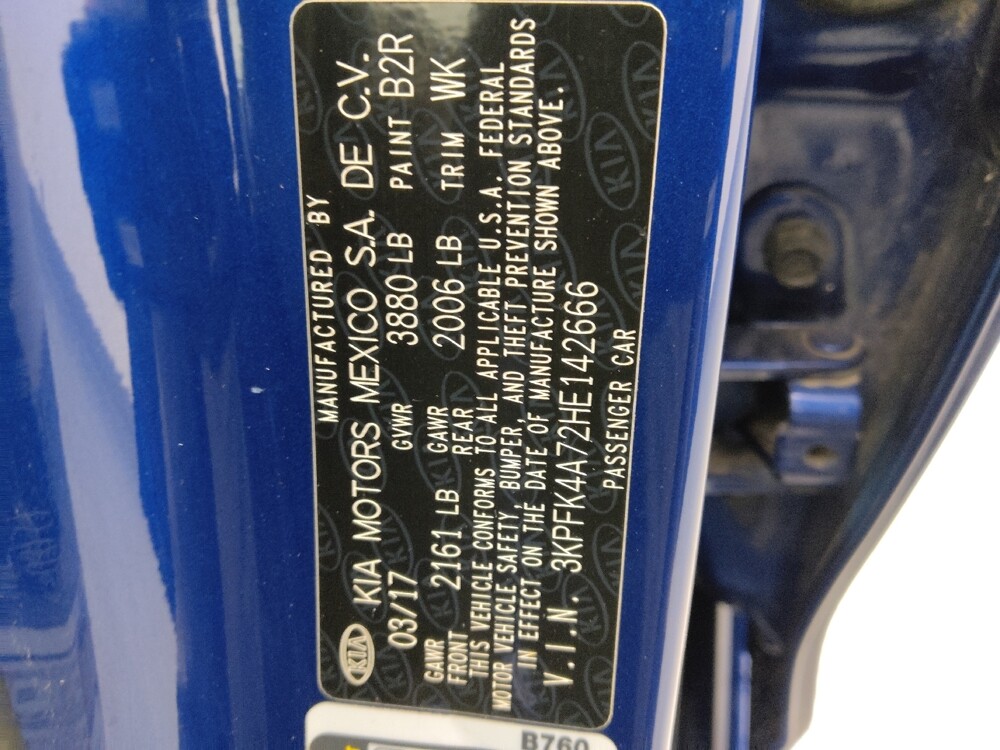 MANUFACTURED BY
KIA KIA MOTORS MEXICO S.A. DE C.V.
03/17 GVWR 3880 LB PAINT B2R
GAWR FRONT 2161 LB GAWR REAR 2006 LB TRIM WK
THIS VEHICLE CONFORMS TO ALL APPLICABLE U.S.A. FEDERAL
MOTOR VEHICLE SAFETY, BUMPER, AND THEFT PREVENTION STANDARDS
IN EFFECT ON THE DATE OF MANUFACTURE SHOWN ABOVE.
V.I.N. 3KPFK4A72HE142666
PASSENGER CAR
B760